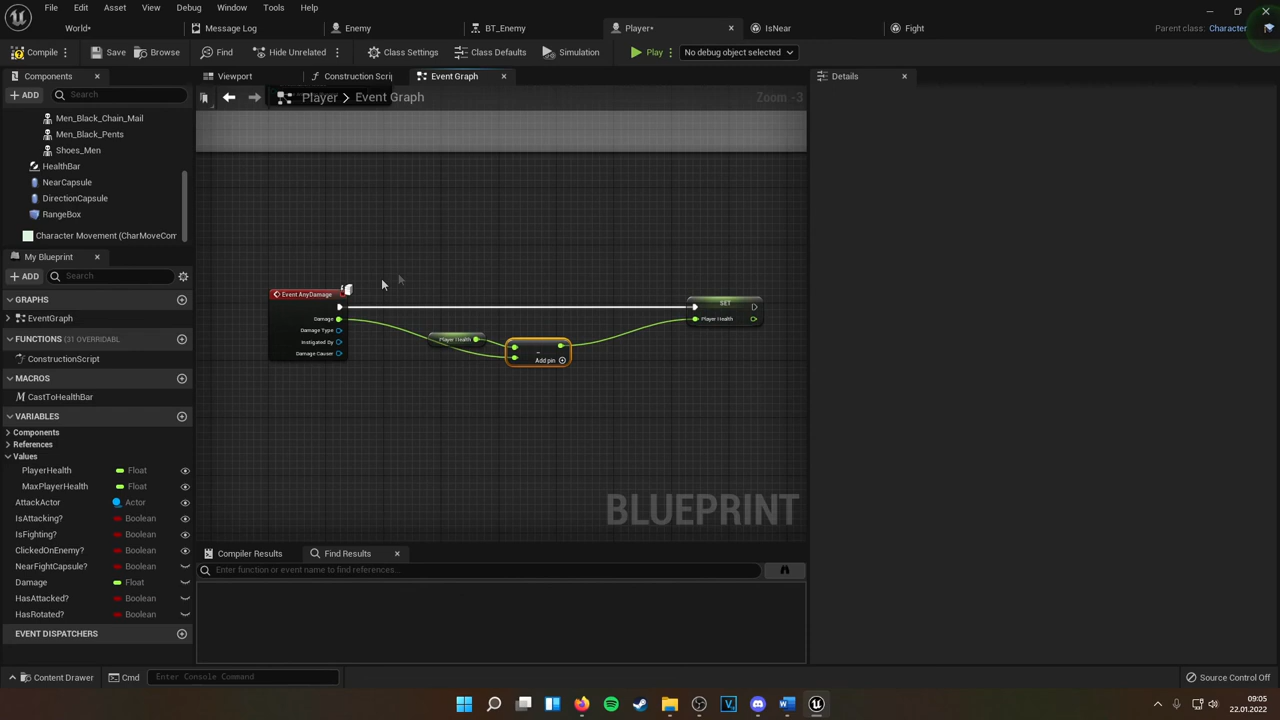 File Edit Asset View Debug Window Tools Help
World•
Message Log
Enemy
BT_Enemy
Player•
IsNear
Fight
Parent class: Character
Compile
Save
Browse
Find
Hide Unrelated
Class Settings
Class Defaults
Simulation
Play
No debug object selected
Components
Viewport
Construction Scrip
Event Graph
Details
ADD
Search
Player > Event Graph
Zoom -3
Men_Black_Chain_Mail
Men_Black_Pents
Shoes_Men
HealthBar
NearCapsule
DirectionCapsule
RangeBox
Character Movement (CharMoveCom
My Blueprint
ADD
Search
GRAPHS
EventGraph
FUNCTIONS (31 OVERRIDABL
ConstructionScript
MACROS
CastToHealthBar
VARIABLES
Components
References
Values
PlayerHealth Float
MaxPlayerHealth Float
AttackActor Actor
IsAttacking? Boolean
IsFighting? Boolean
ClickedOnEnemy? Boolean
NearFightCapsule? Boolean
Damage Float
HasAttacked? Boolean
HasRotated? Boolean
EVENT DISPATCHERS
Event AnyDamage
Damage
Damage Type
Instigated By
Damage Causer
Player Health
-
Add pin
SET
Player Health
BLUEPRINT
Compiler Results
Find Results
Enter function or event name to find references...
Content Drawer
Cmd
Enter Console Command
Source Control Off
09:05
22.01.2022